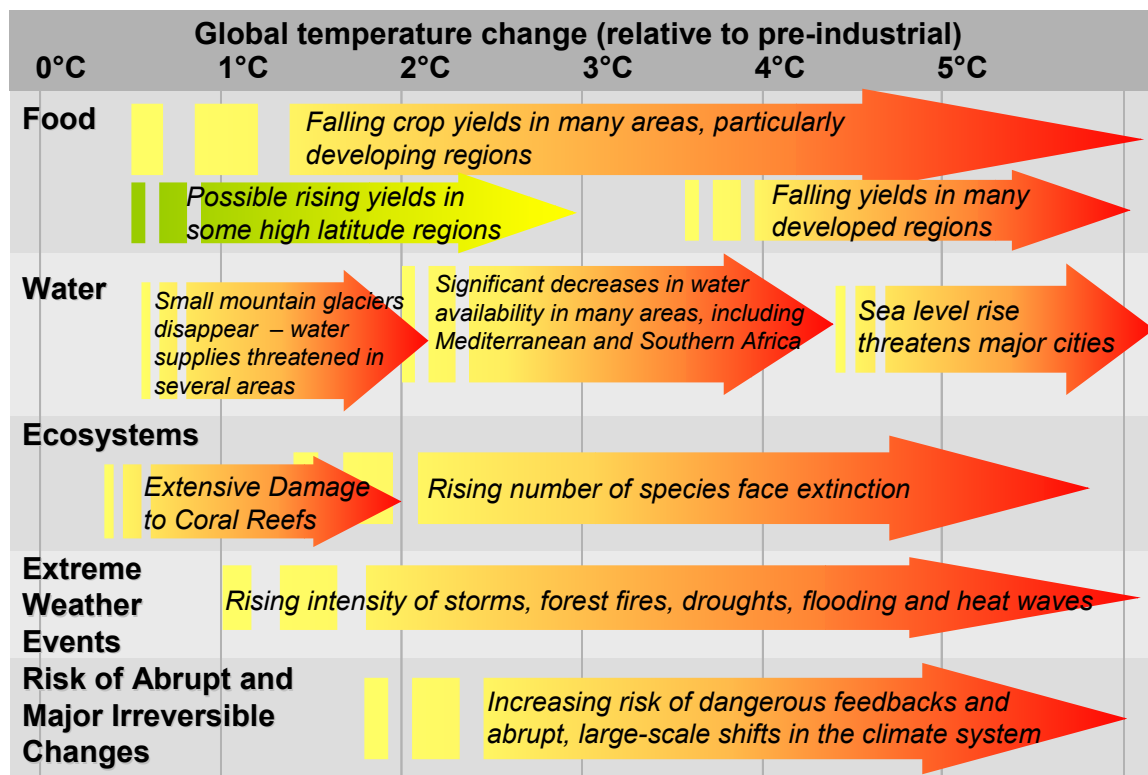 Global temperature change (relative to pre-industrial)
0°C 1°C 2°C 3°C 4°C 5°C
Food
Falling crop yields in many areas, particularly
developing regions
Possible rising yields in
some high latitude regions
Falling yields in many
developed regions
Water
Small mountain glaciers
disappear – water
supplies threatened in
several areas
Significant decreases in water
availability in many areas, including
Mediterranean and Southern Africa
Sea level rise
threatens major cities
Ecosystems
Extensive Damage
to Coral Reefs
Rising number of species face extinction
Extreme
Weather
Events
Rising intensity of storms, forest fires, droughts, flooding and heat waves
Risk of Abrupt and
Major Irreversible
Changes
Increasing risk of dangerous feedbacks and
abrupt, large-scale shifts in the climate system